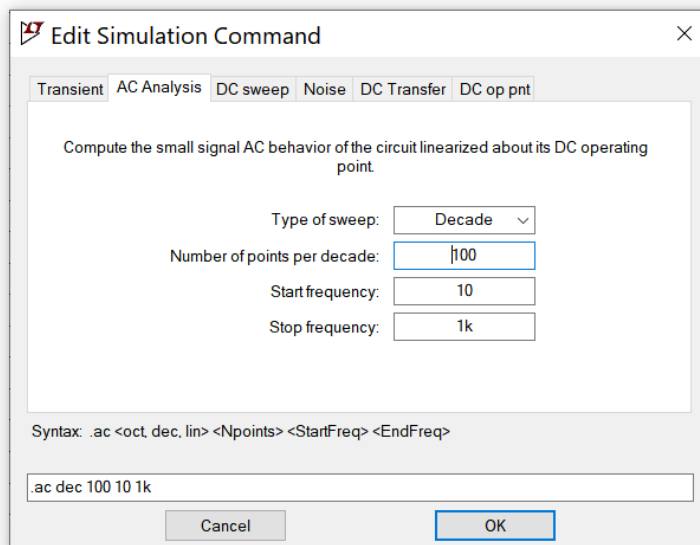 Edit Simulation Command
Transient AC Analysis DC sweep Noise DC Transfer DC op pnt
Compute the small signal AC behavior of the circuit linearized about its DC operating
point.
Type of sweep: Decade
Number of points per decade: 100
Start frequency: 10
Stop frequency: 1k
Syntax: .ac <oct, dec, lin> <Npoints> <StartFreq> <EndFreq>
.ac dec 100 10 1k
Cancel OK